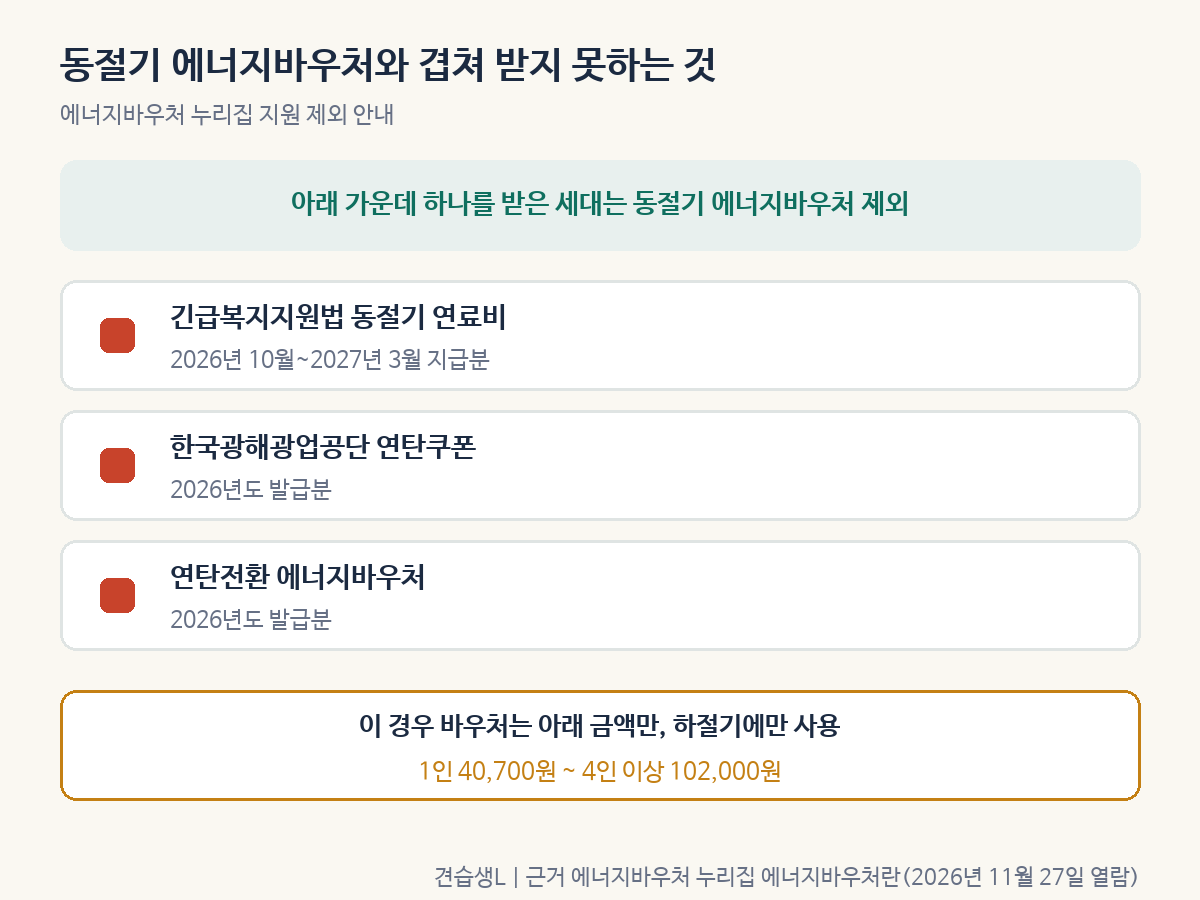 동절기 에너지바우처와 겹쳐 받지 못하는 것
에너지바우처 누리집 지원 제외 안내
아래 가운데 하나를 받은 세대는 동절기 에너지바우처 제외
긴급복지지원법 동절기 연료비
2026년 10월~2027년 3월 지급분
한국광해광업공단 연탄쿠폰
2026년도 발급분
연탄전환 에너지바우처
2026년도 발급분
이 경우 바우처는 아래 금액만, 하절기에만 사용
1인 40,700원 ~ 4인 이상 102,000원
견습생L | 근거 에너지바우처 누리집 에너지바우처란(2026년 11월 27일 열람)